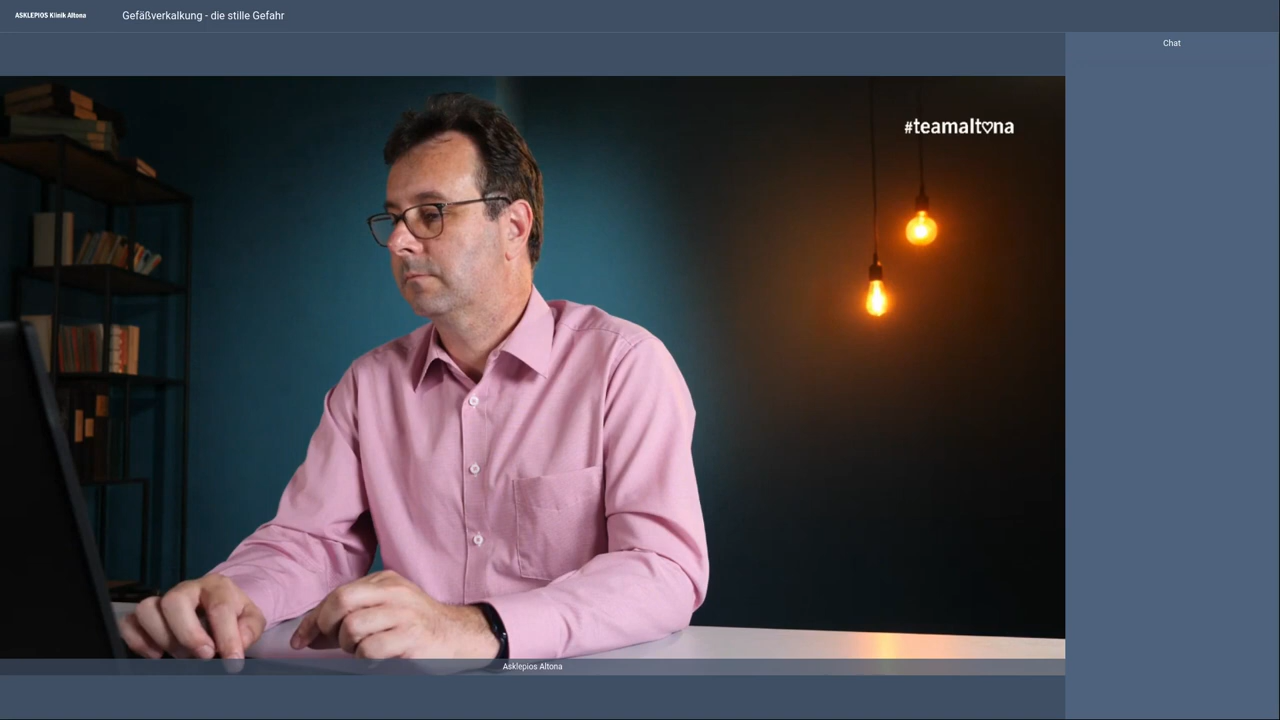 ASKLEPIOS Klinik Altona
Gefäßverkalkung - die stille Gefahr
Chat
#teamaltona
Asklepios Altona